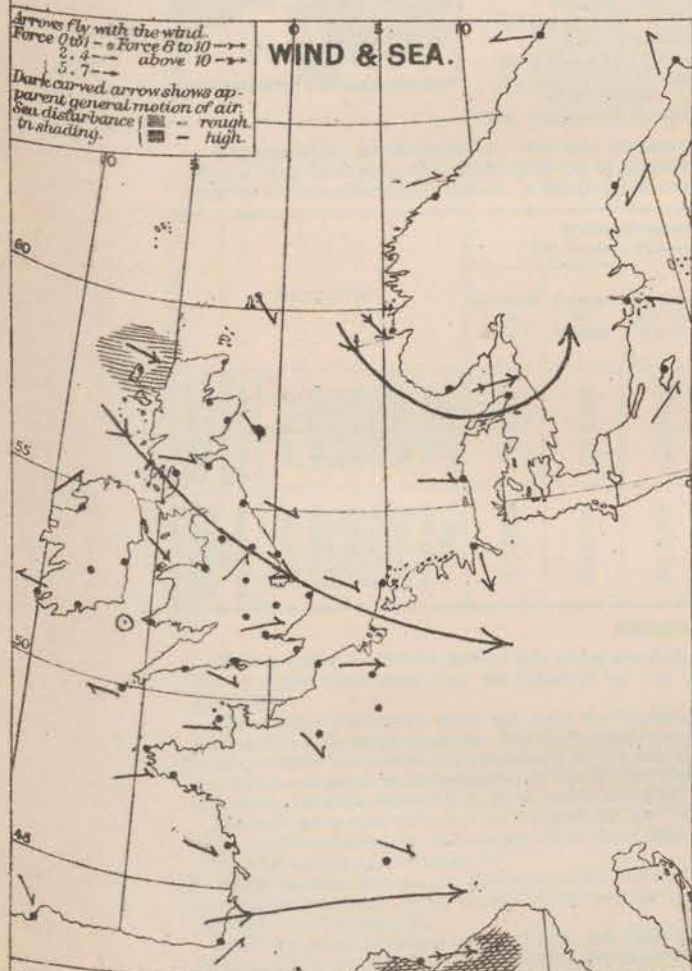 Arrows fly with the wind.
Force 0 to 1 – Force 8 to 10
2. 4 – above 10
5. 7 –
Dark curved arrow shows ap-
parent general motion of air.
Sea disturbance { – rough.
in shading. – high.
WIND & SEA.
0 5 10
10 5
60
55
50
45